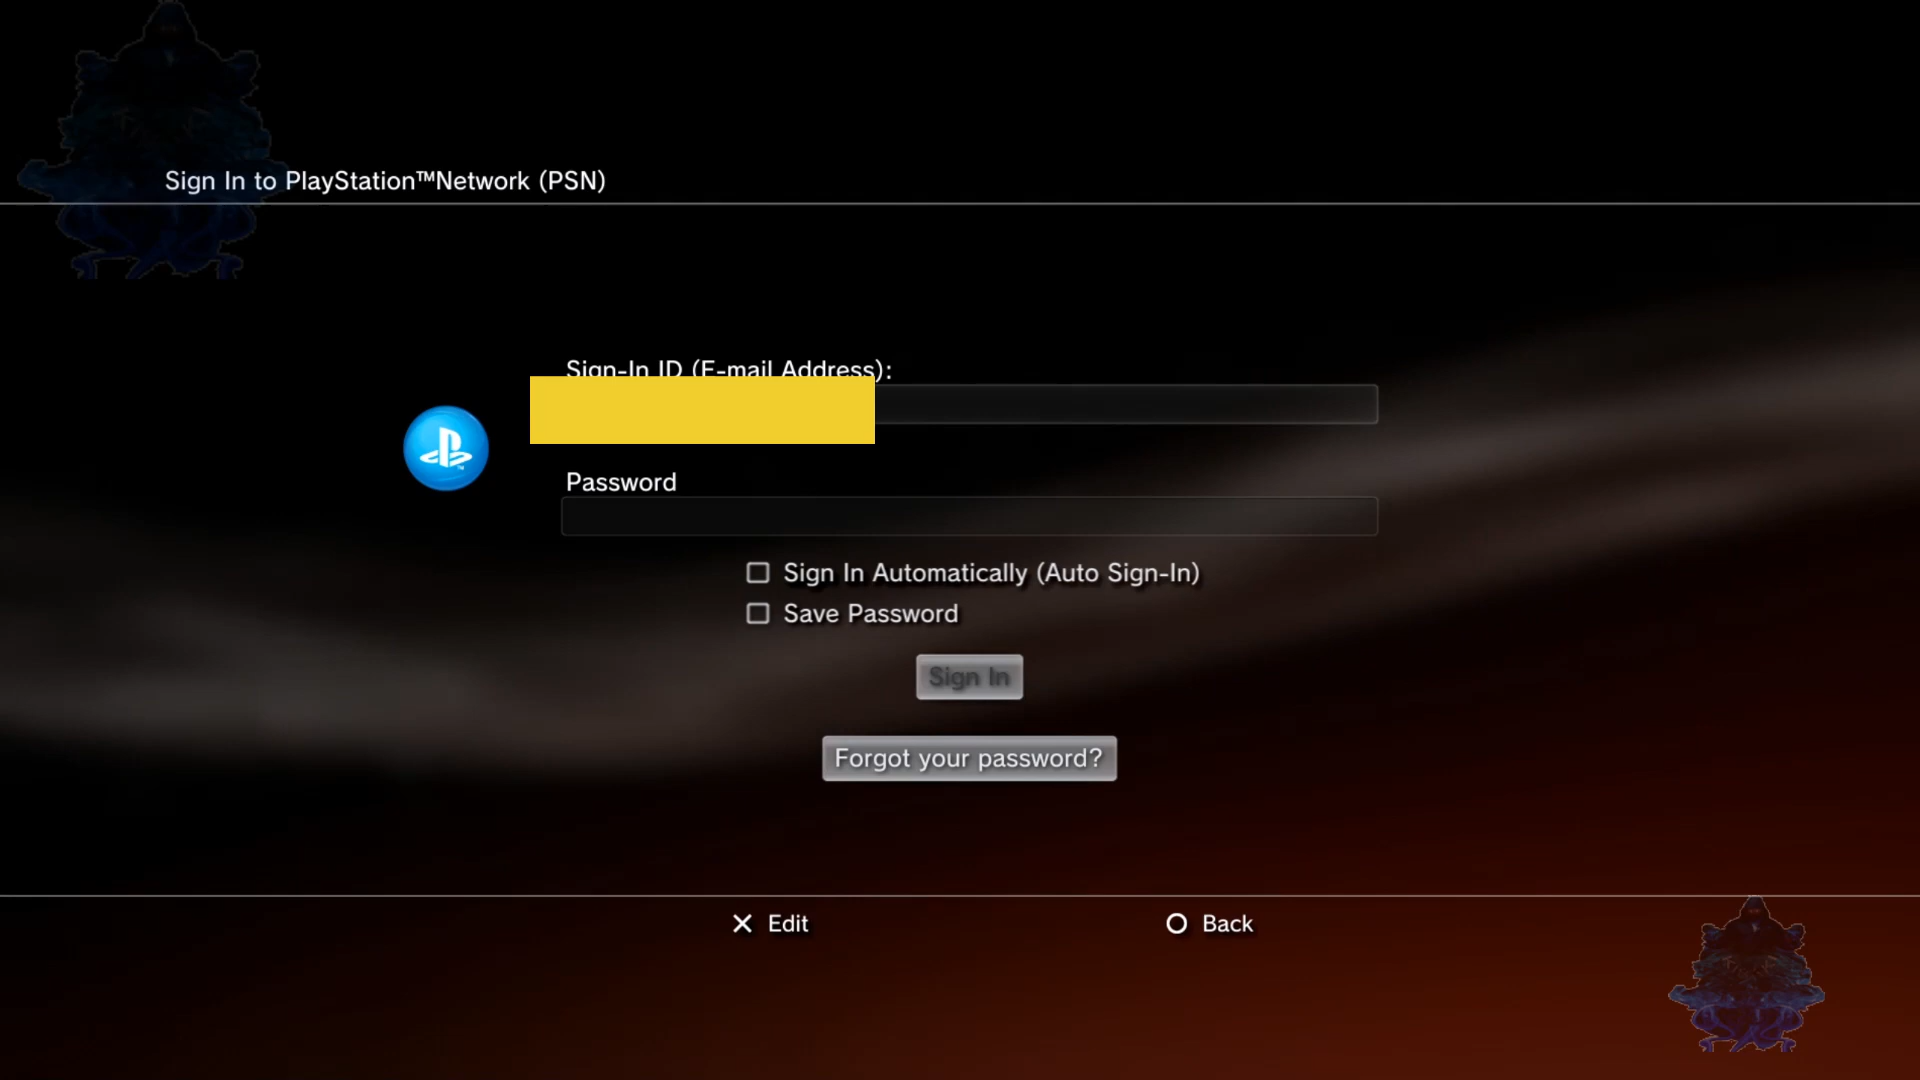 Sign In to PlayStation™Network (PSN)
Sign-In ID (E-mail Address):
Password
Sign In Automatically (Auto Sign-In)
Save Password
Sign In
Forgot your password?
Edit
Back